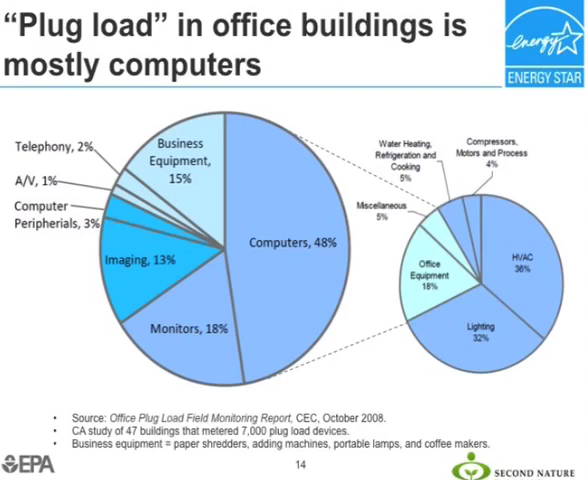 “Plug load” in office buildings is
mostly computers
energy
ENERGY STAR
Telephony, 2%
A/V, 1%
Computer
Peripherals, 3%
Imaging, 13%
Monitors, 18%
Business
Equipment,
15%
Computers, 48%
Water Heating,
Refrigeration and
Cooking
5%
Compressors,
Motors and Process
4%
Miscellaneous
5%
Office
Equipment
18%
HVAC
36%
Lighting
32%
• Source: Office Plug Load Field Monitoring Report, CEC, October 2008.
• CA study of 47 buildings that metered 7,000 plug load devices.
• Business equipment = paper shredders, adding machines, portable lamps, and coffee makers.
EPA
14
SECOND NATURE